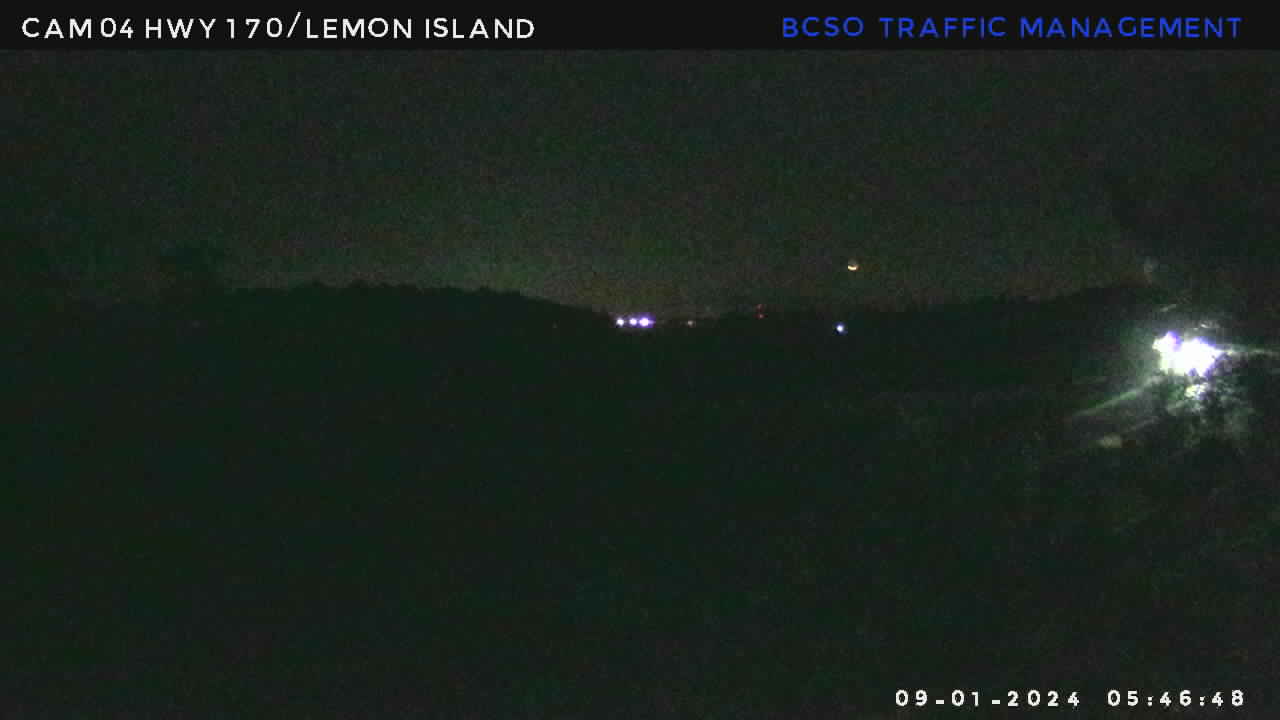 CAM04 HWY 170/LEMON ISLAND
BCSO TRAFFIC MANAGEMENT
09-01-2024 05:46:48